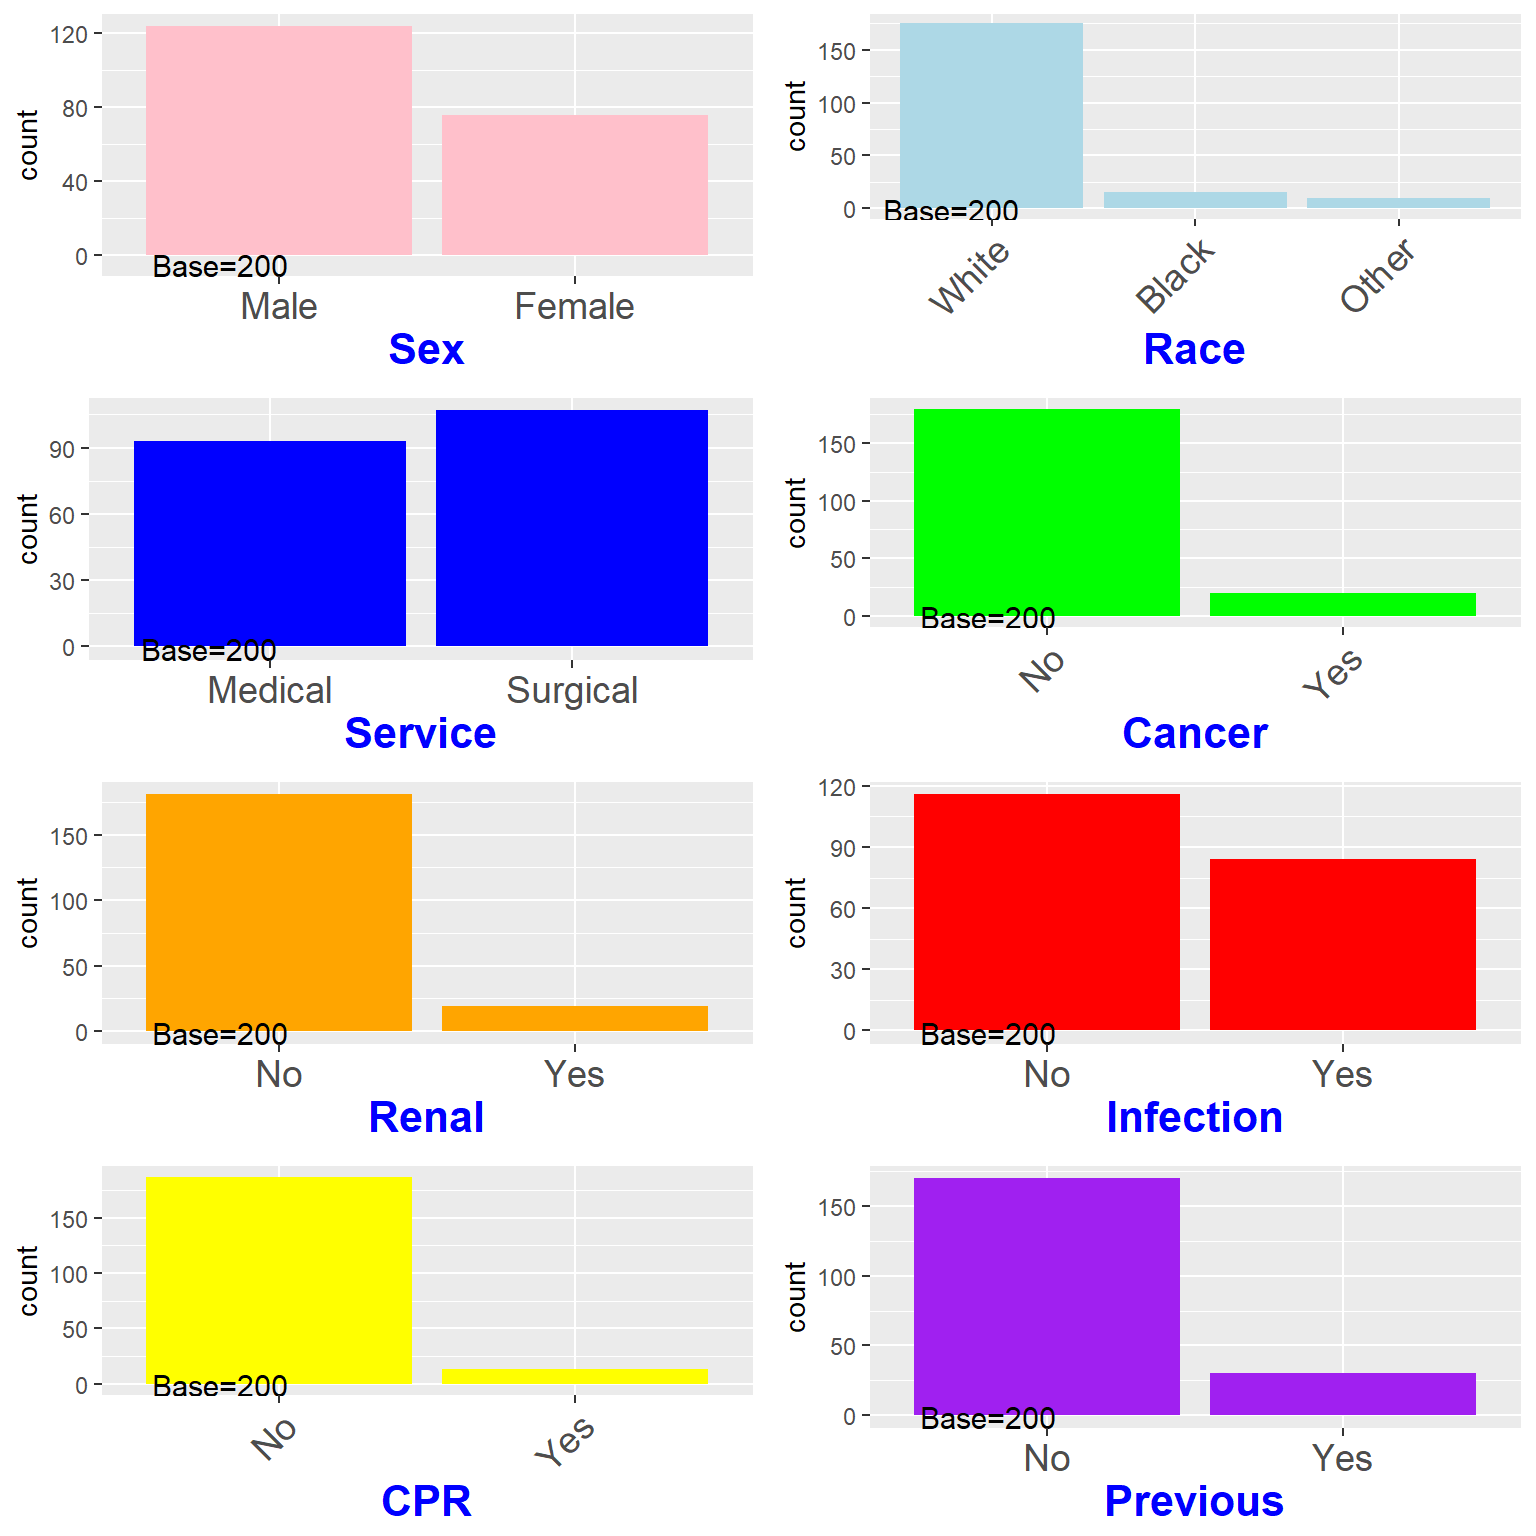 count
120
80
40
0
Base=200
Male Female
Sex
count
150
100
50
0
Base=200
White Black Other
Race
count
90
60
30
0
Base=200
Medical Surgical
Service
count
150
100
50
0
Base=200
No Yes
Cancer
count
150
100
50
0
Base=200
No Yes
Renal
count
120
90
60
30
0
Base=200
No Yes
Infection
count
150
100
50
0
Base=200
No Yes
CPR
count
150
100
50
0
Base=200
No Yes
Previous